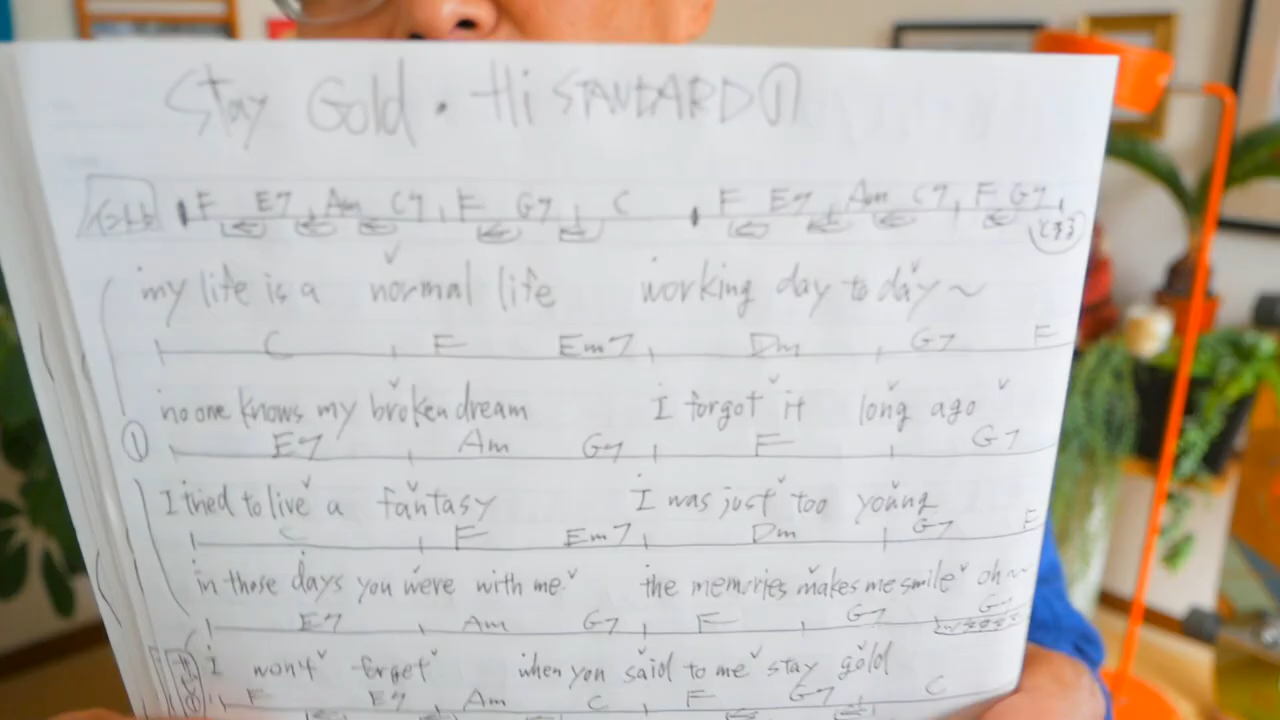 Stay Gold・Hi STANDARD①
イントロ F E7 Am C7 F G7 C F E7 Am C7 F G7
my life is a normal life working day to day~
C F Em7 Dm G7 F
no one knows my broken dream I forgot it long ago
① E7 Am G7 F G7
I tried to live a fantasy I was just too young
C F Em7 Dm G7 F
in those days you were with me the memories makes me smile oh~
E7 Am G7 F G7 G7
I won't forget when you said to me stay gold
F E7 Am C F G7 C